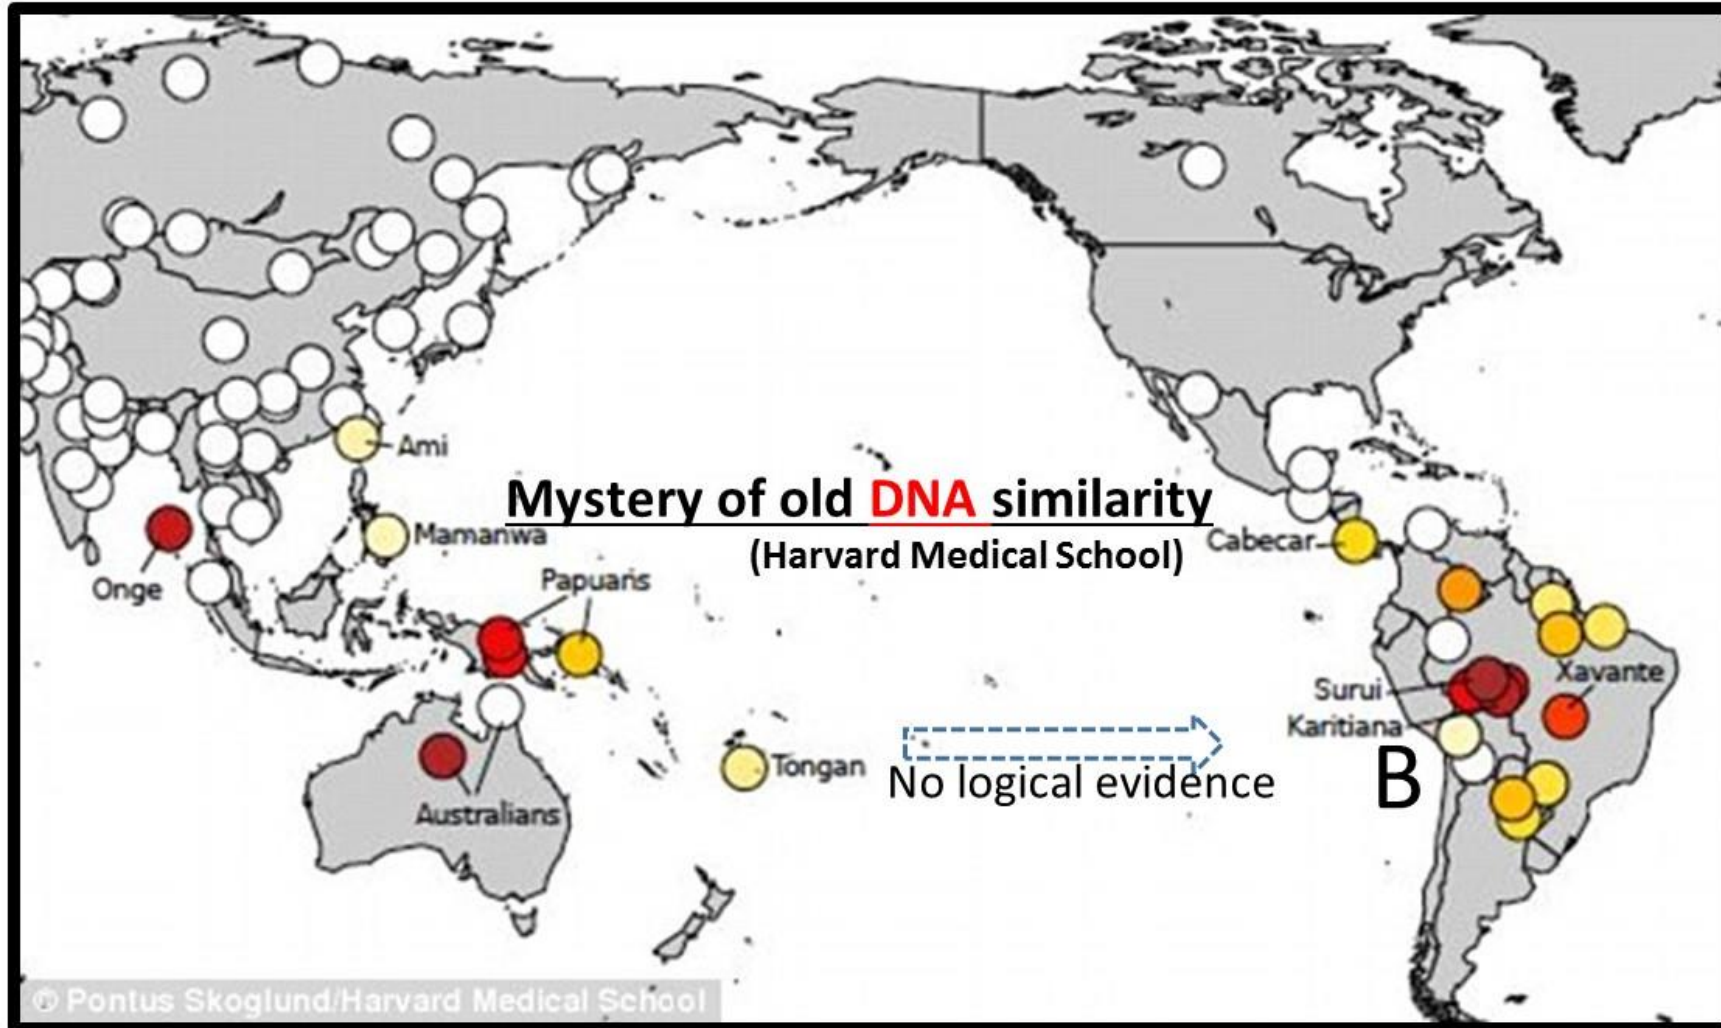 Ami
Mystery of old DNA similarity
Mamanwa
(Harvard Medical School)
Cabecar
Onge
Papuans
Xavante
Surui
Karitiana
Tongan
B
No logical evidence
Australians
© Pontus Skoglund/Harvard Medical School